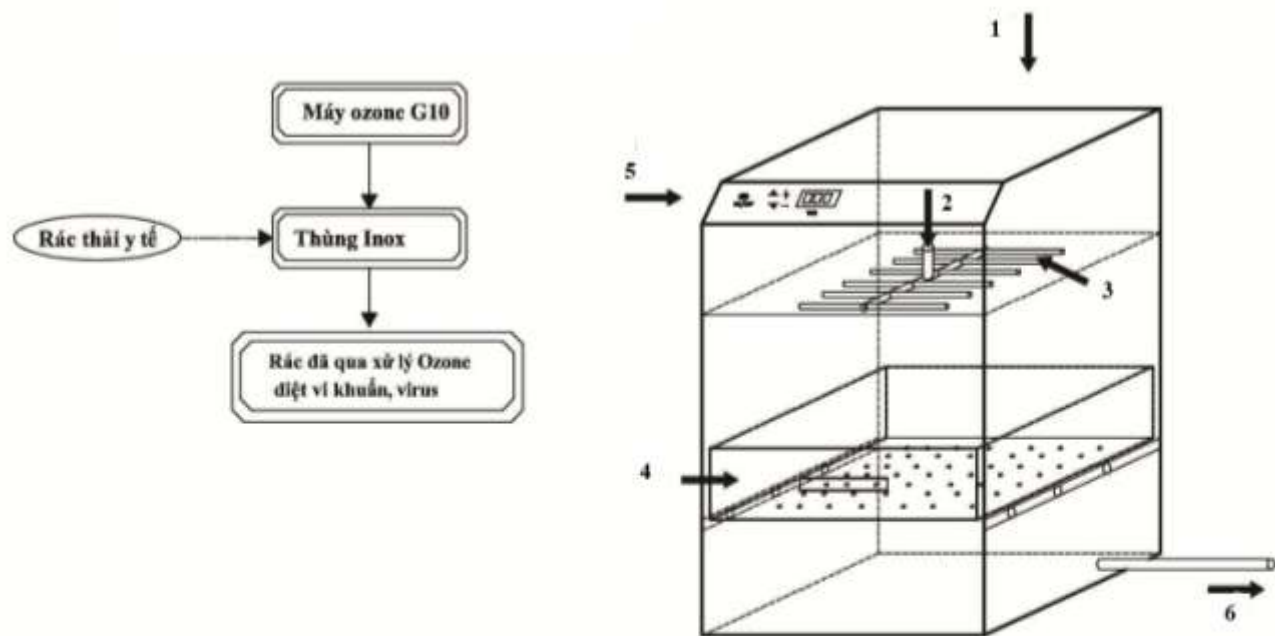 Máy ozone G10
Rác thải y tế
Thùng Inox
Rác đã qua xử lý Ozone
diệt vi khuẩn, virus
1
5
2
3
4
6